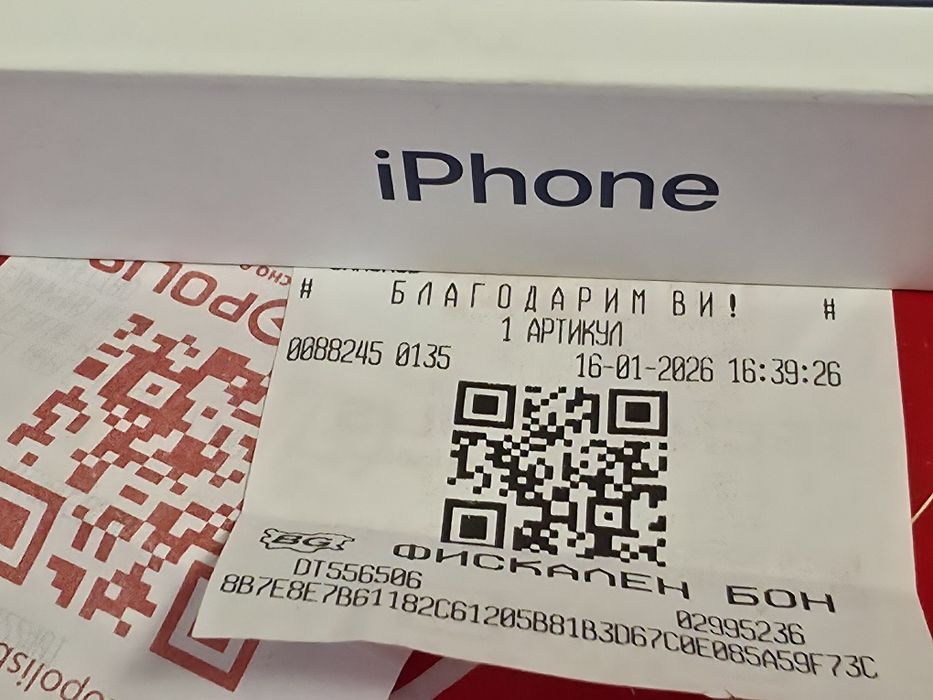 iPhone
# БЛАГОДАРИМ ВИ! #
1 АРТИКУЛ
0088245 0135 16-01-2026 16:39:26
BG ФИСКАЛЕН БОН
DT556506 02995236
8B7E8E7B61182C61205B81B3D67C0E085A59F73C